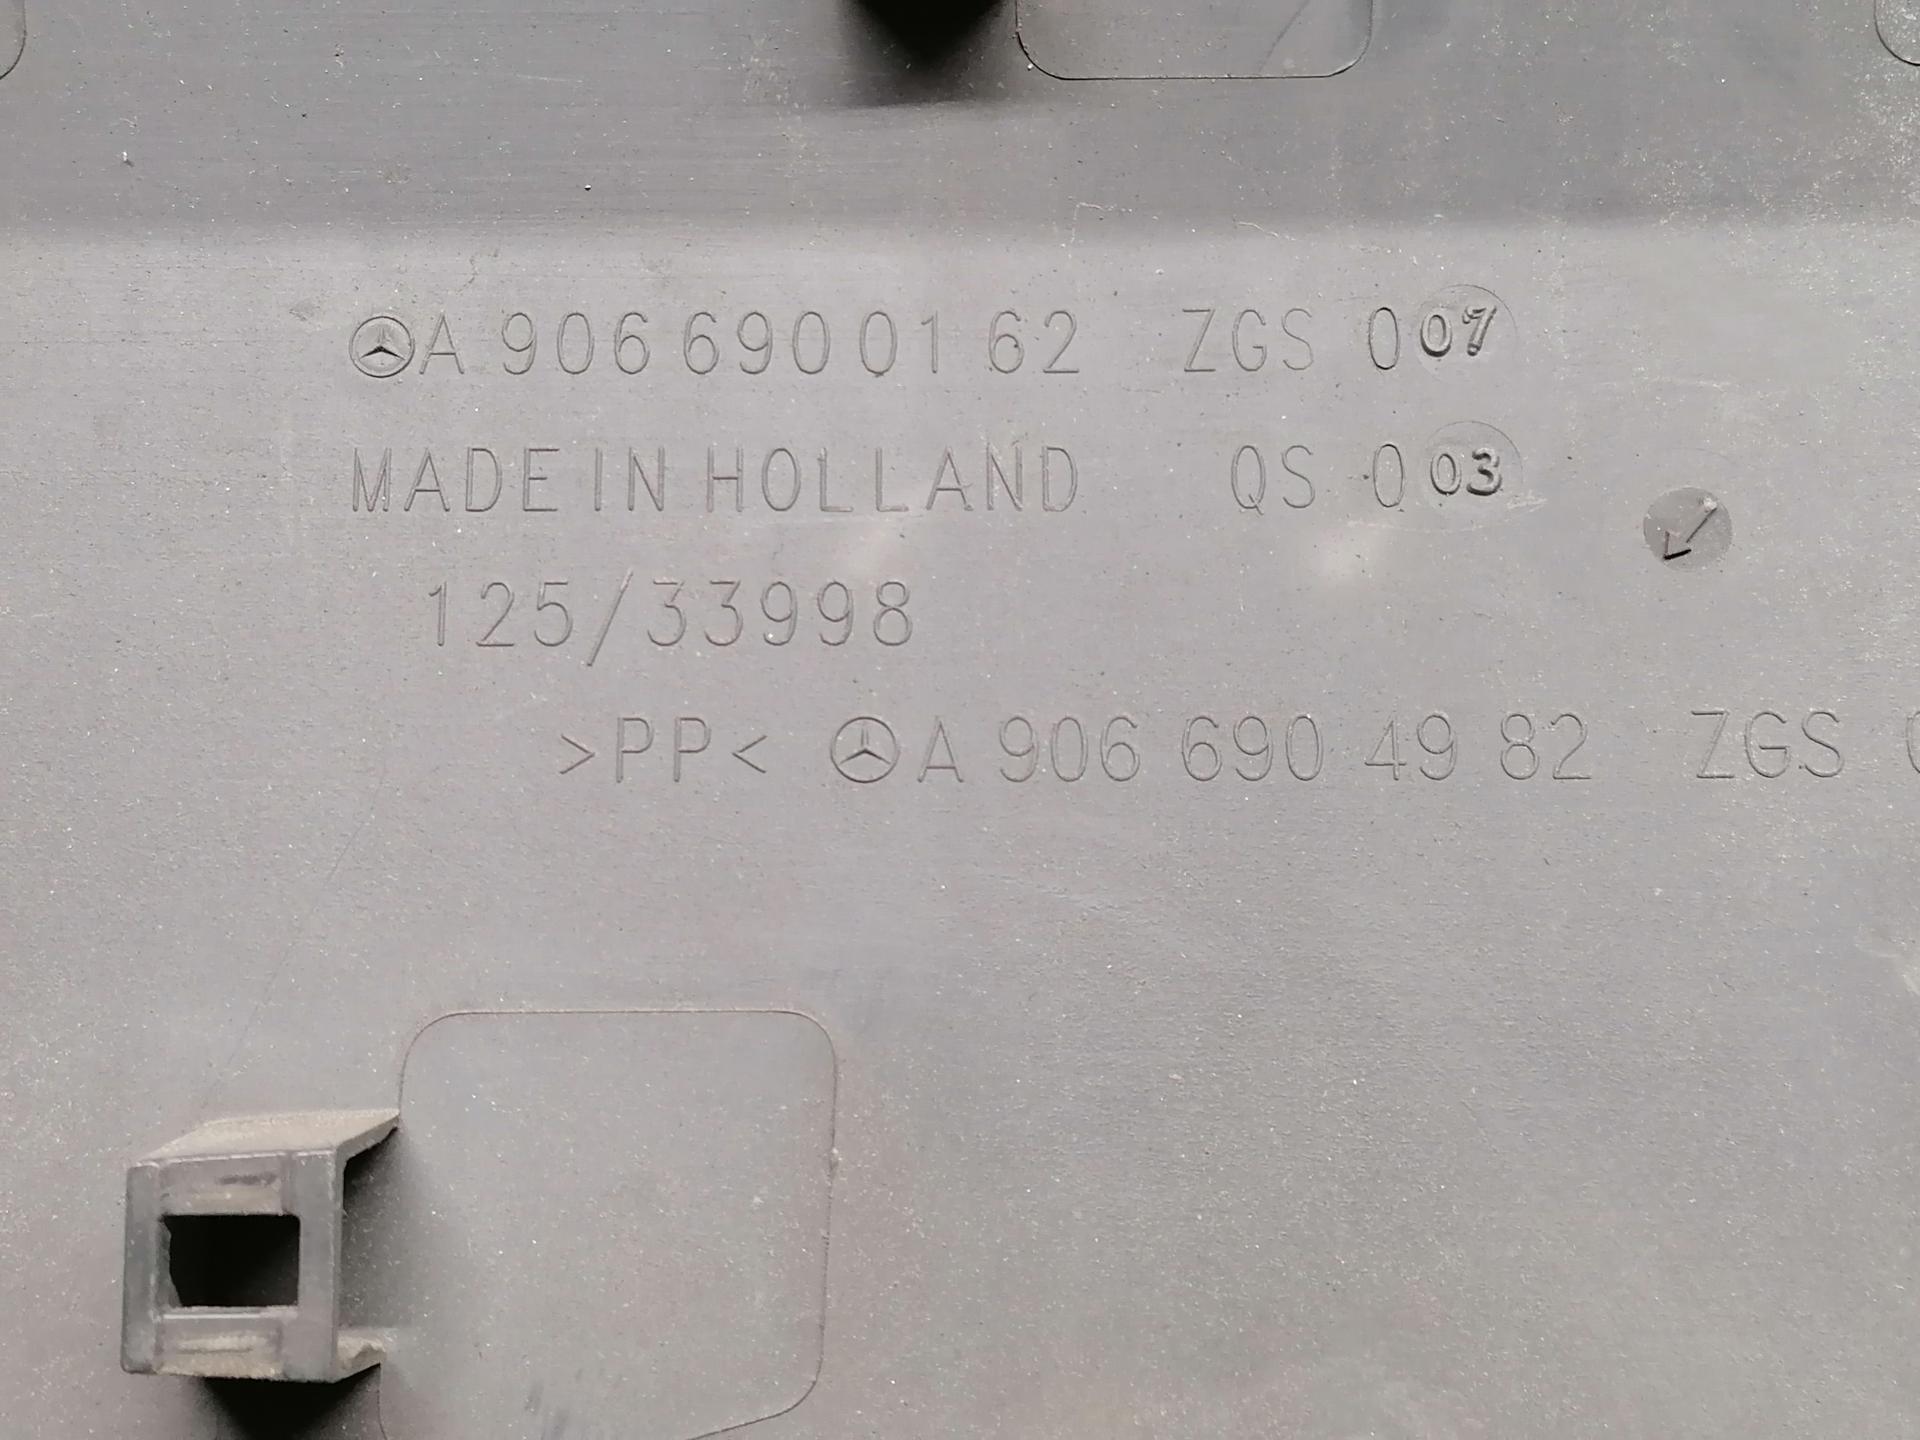 A 906 690 01 62 ZGS 007
MADE IN HOLLAND QS 003
125/33998
>PP< A 906 690 49 82 ZGS